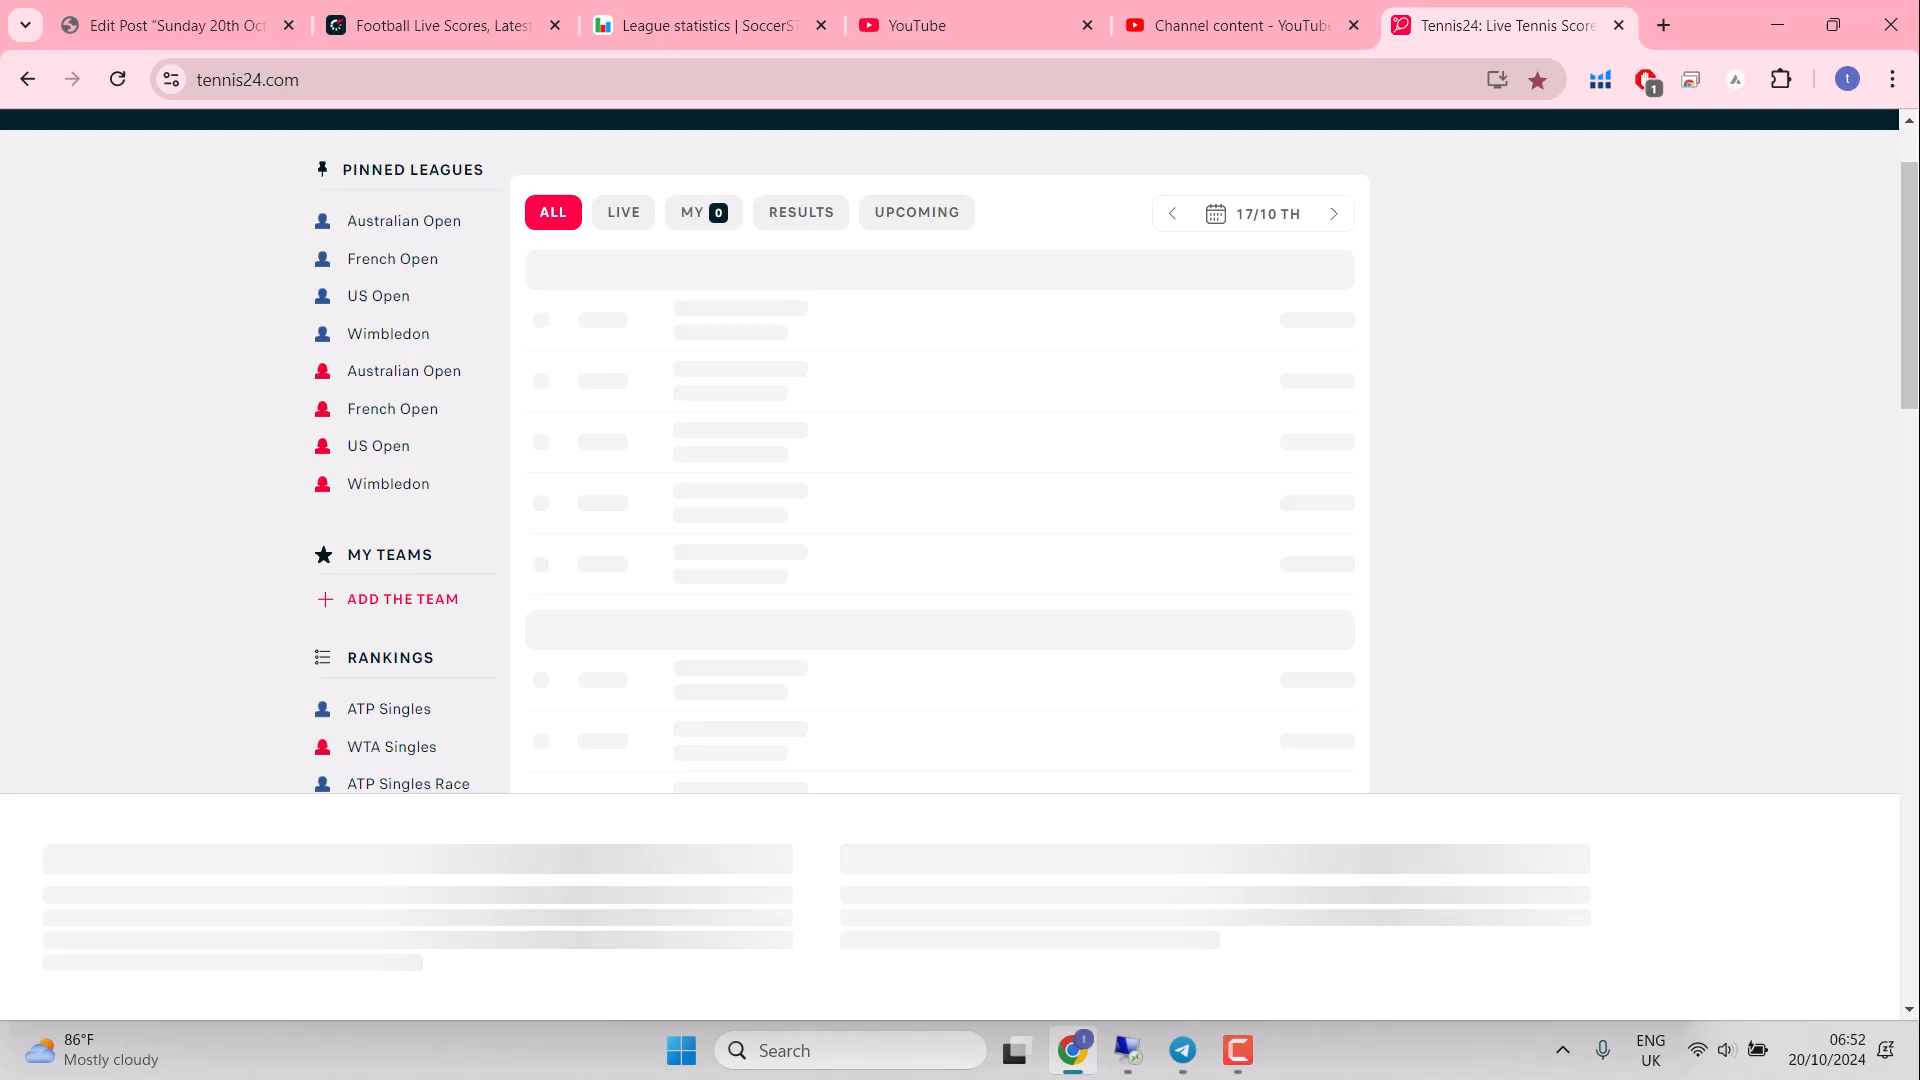 Edit Post “Sunday 20th Oct
Football Live Scores, Latest
League statistics | SoccerST
YouTube
Channel content - YouTube
Tennis24: Live Tennis Score
tennis24.com
1
t
PINNED LEAGUES
Australian Open
French Open
US Open
Wimbledon
Australian Open
French Open
US Open
Wimbledon
MY TEAMS
ADD THE TEAM
RANKINGS
ATP Singles
WTA Singles
ATP Singles Race
ALL
LIVE
MY 0
RESULTS
UPCOMING
17/10 TH
86°F
Mostly cloudy
Search
t
ENG
UK
06:52
20/10/2024